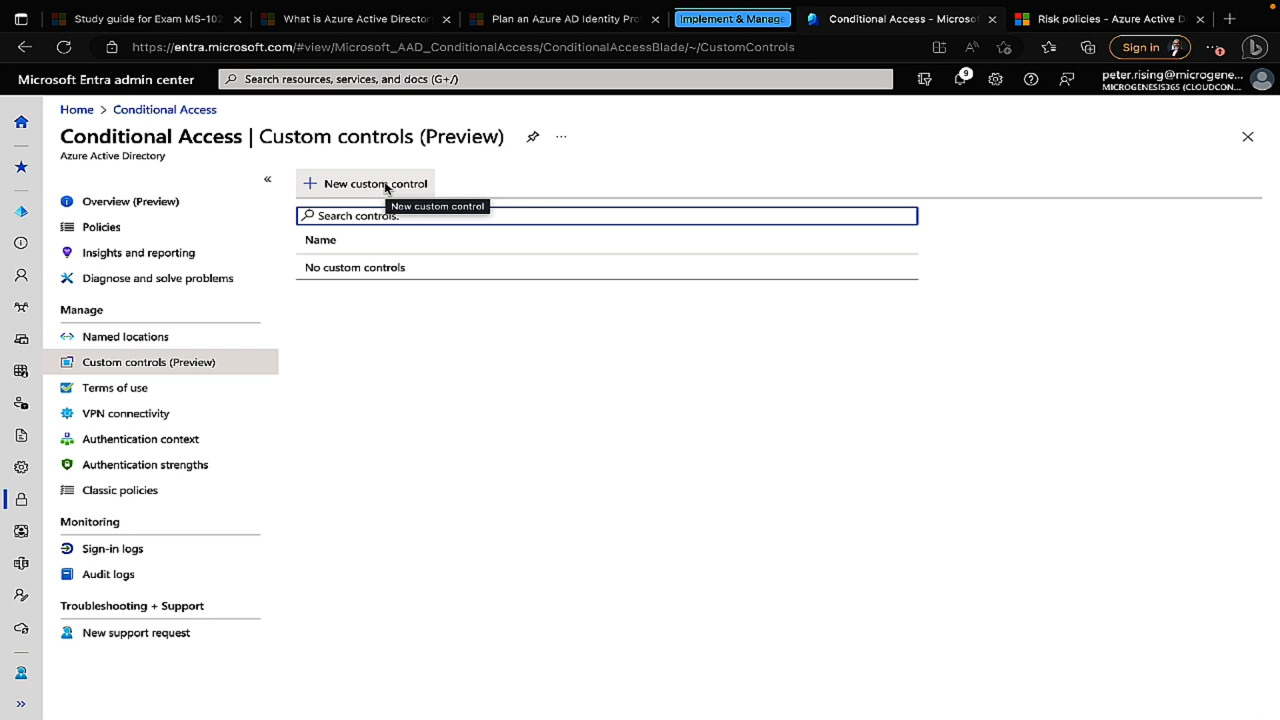 Study guide for Exam MS-102
What is Azure Active Director
Plan an Azure AD Identity Pro
Implement & Manage
Conditional Access - Microsof
Risk policies - Azure Active D
https://entra.microsoft.com/#view/Microsoft_AAD_ConditionalAccess/ConditionalAccessBlade/~/CustomControls
Sign in
Microsoft Entra admin center
Search resources, services, and docs (G+/)
9
peter.rising@microgene...
MICROGENESIS365 (CLOUDCON...
Home > Conditional Access
Conditional Access | Custom controls (Preview)
Azure Active Directory
New custom control
New custom control
Search controls.
Name
No custom controls
Overview (Preview)
Policies
Insights and reporting
Diagnose and solve problems
Manage
Named locations
Custom controls (Preview)
Terms of use
VPN connectivity
Authentication context
Authentication strengths
Classic policies
Monitoring
Sign-in logs
Audit logs
Troubleshooting + Support
New support request